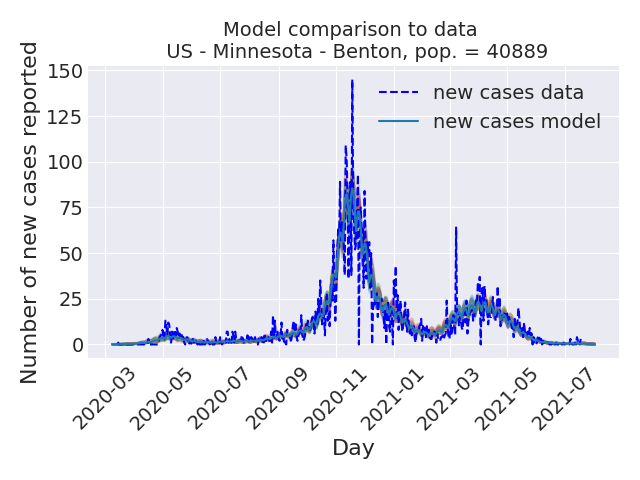 Model comparison to data
US - Minnesota - Benton, pop. = 40889
Number of new cases reported
150
125
100
75
50
25
0
new cases data
new cases model
2020-03
2020-05
2020-07
2020-09
2020-11
2021-01
2021-03
2021-05
2021-07
Day